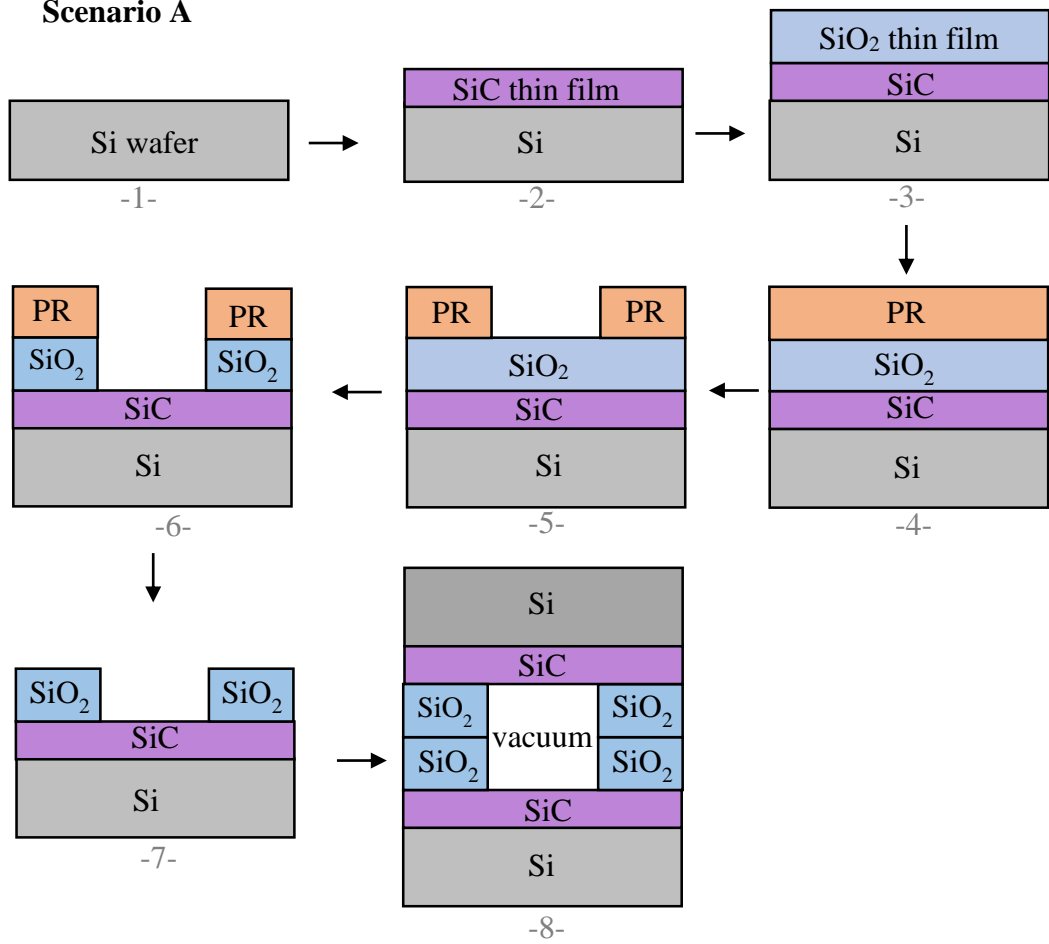 Scenario A
Si wafer
-1-
SiC thin film
Si
-2-
SiO₂ thin film
SiC
Si
-3-
PR
PR
SiO₂
SiO₂
SiC
Si
-6-
PR
PR
SiO₂
SiC
Si
-5-
PR
SiO₂
SiC
Si
-4-
SiO₂
SiO₂
SiC
Si
-7-
Si
SiC
SiO₂
SiO₂
vacuum
SiO₂
SiO₂
SiC
Si
-8-